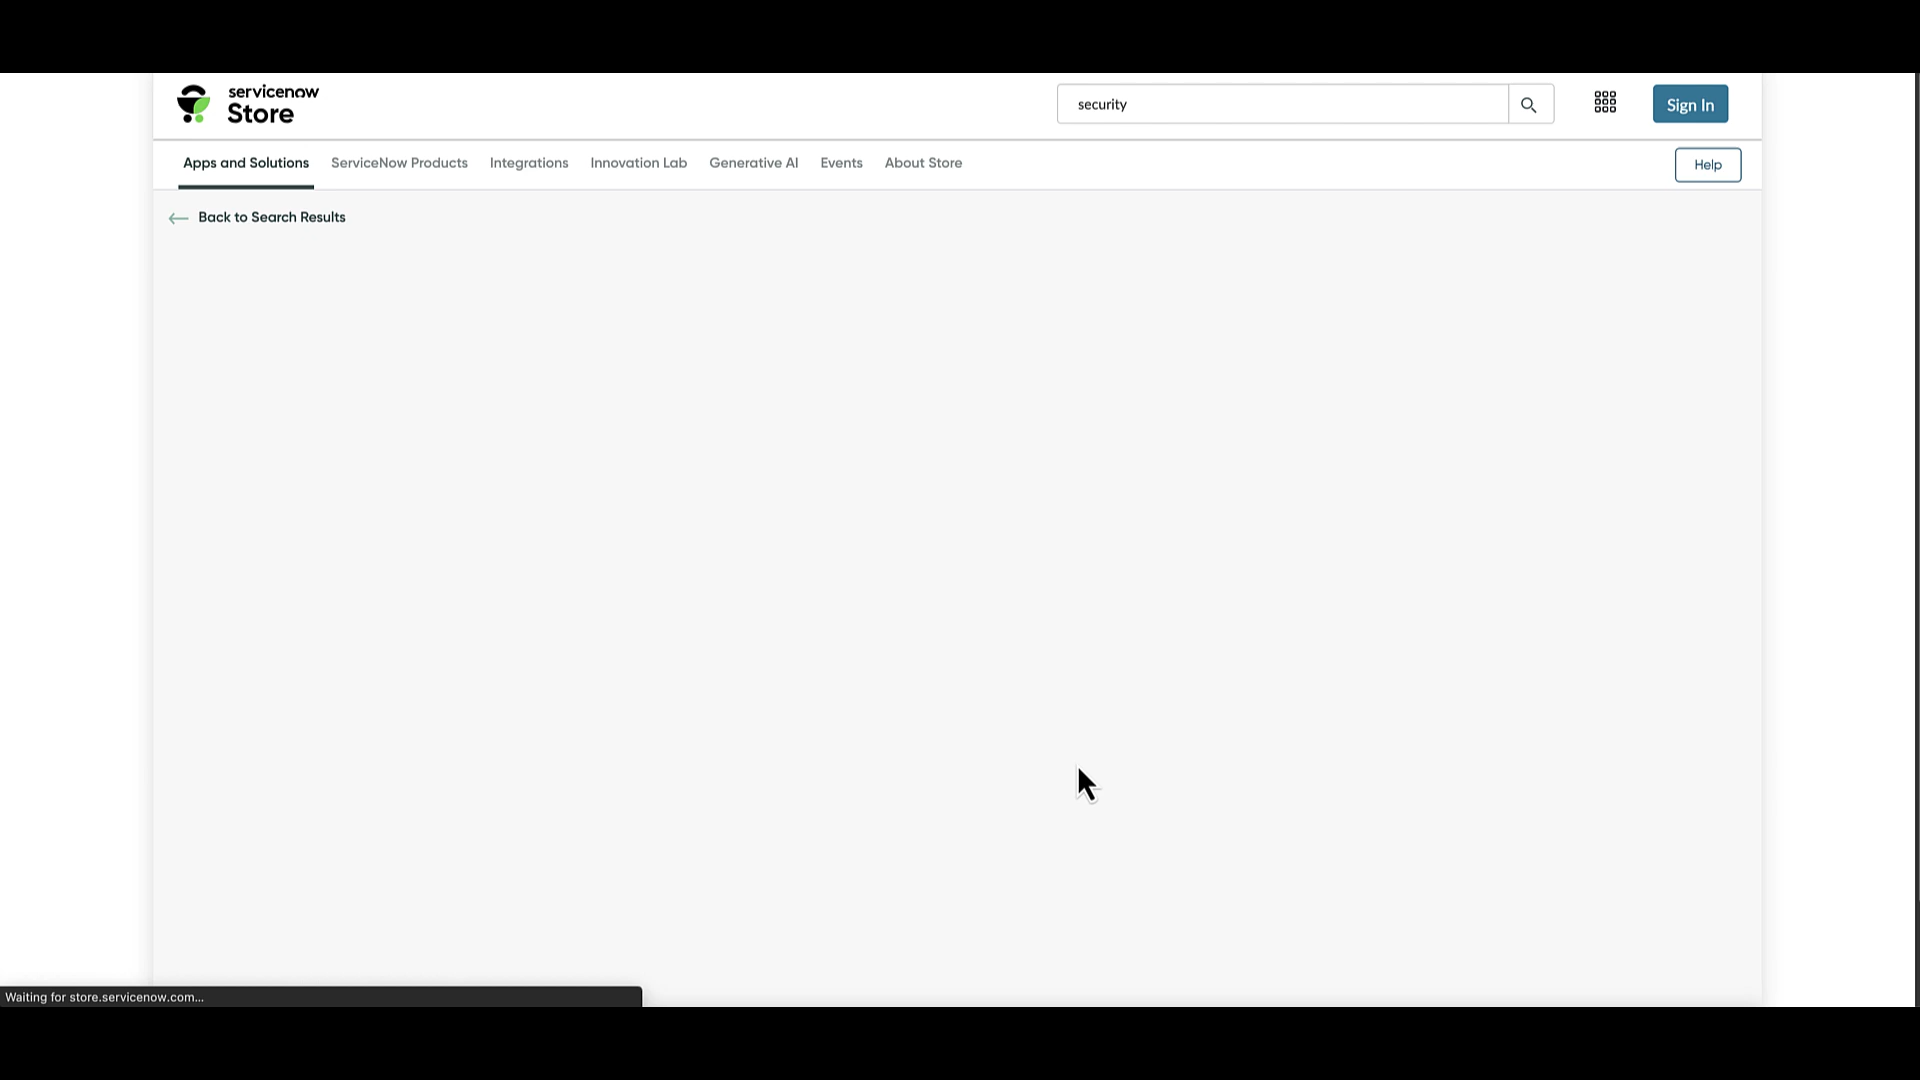 servicenow
Store
security
Sign In
Apps and Solutions
ServiceNow Products
Integrations
Innovation Lab
Generative AI
Events
About Store
Help
Back to Search Results
Waiting for store.servicenow.com...